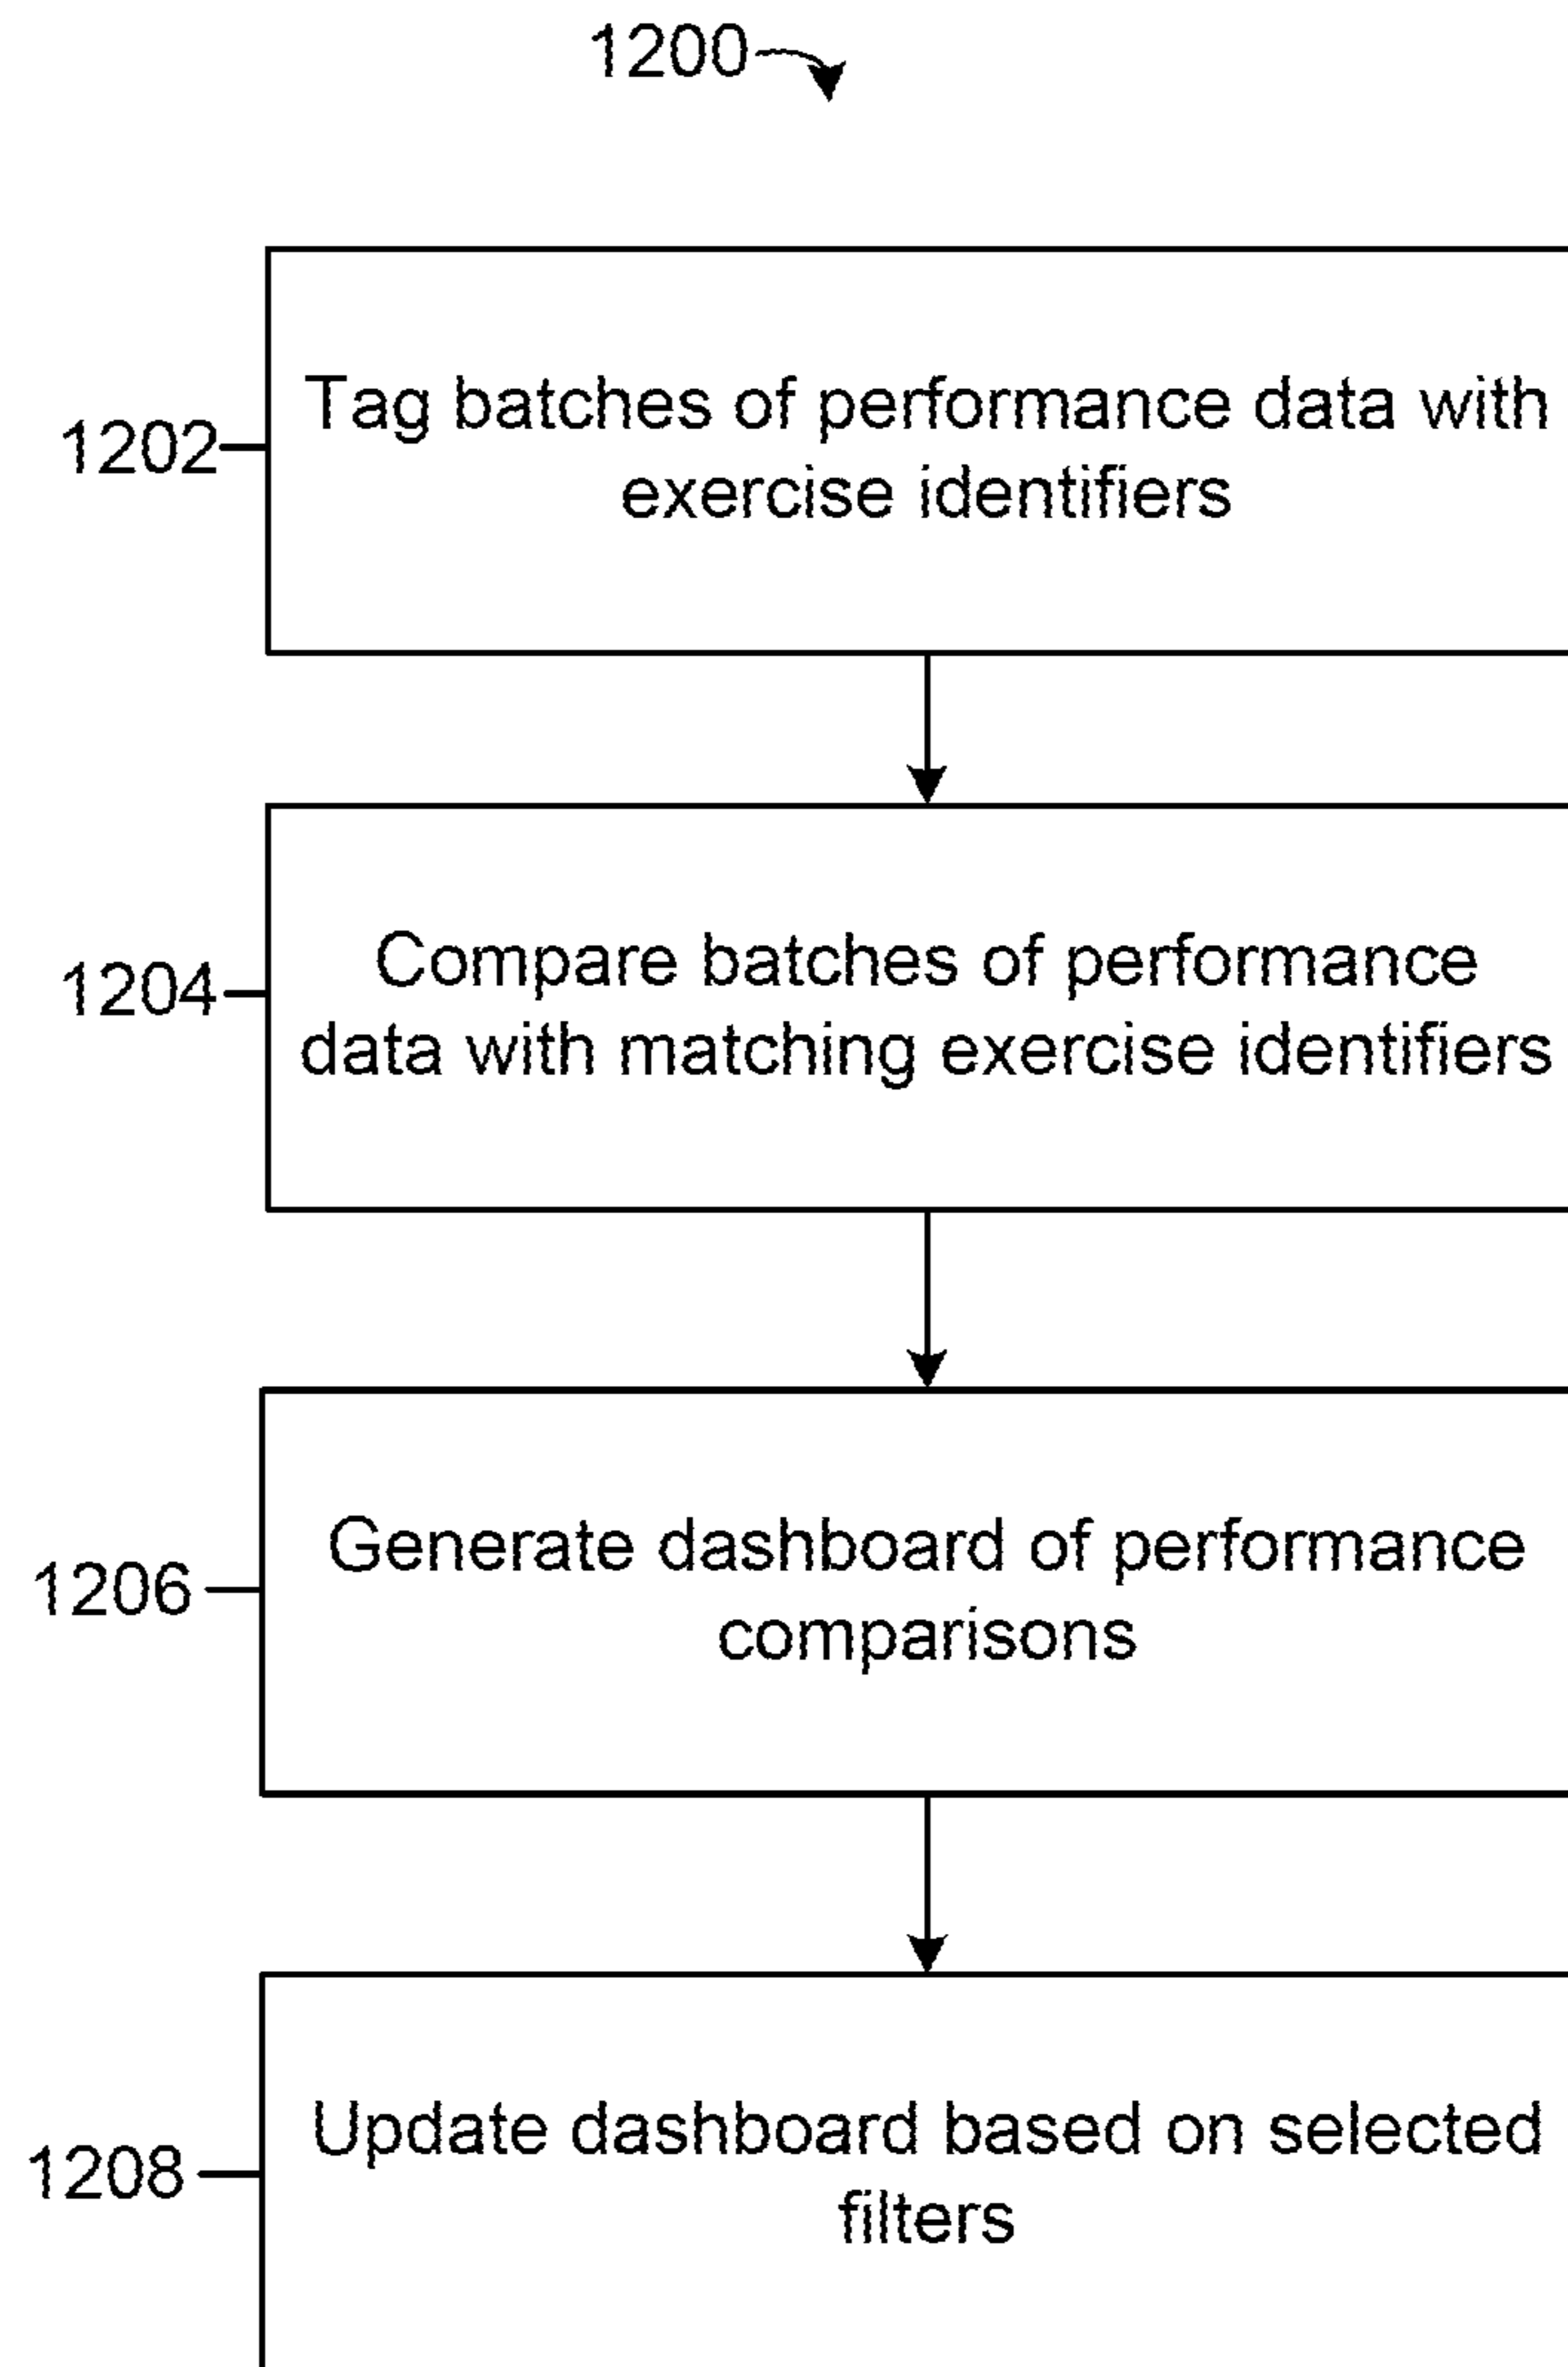 1200
1202
Tag batches of performance data with
exercise identifiers
1204
Compare batches of performance
data with matching exercise identifiers
1206
Generate dashboard of performance
comparisons
1208
Update dashboard based on selected
filters